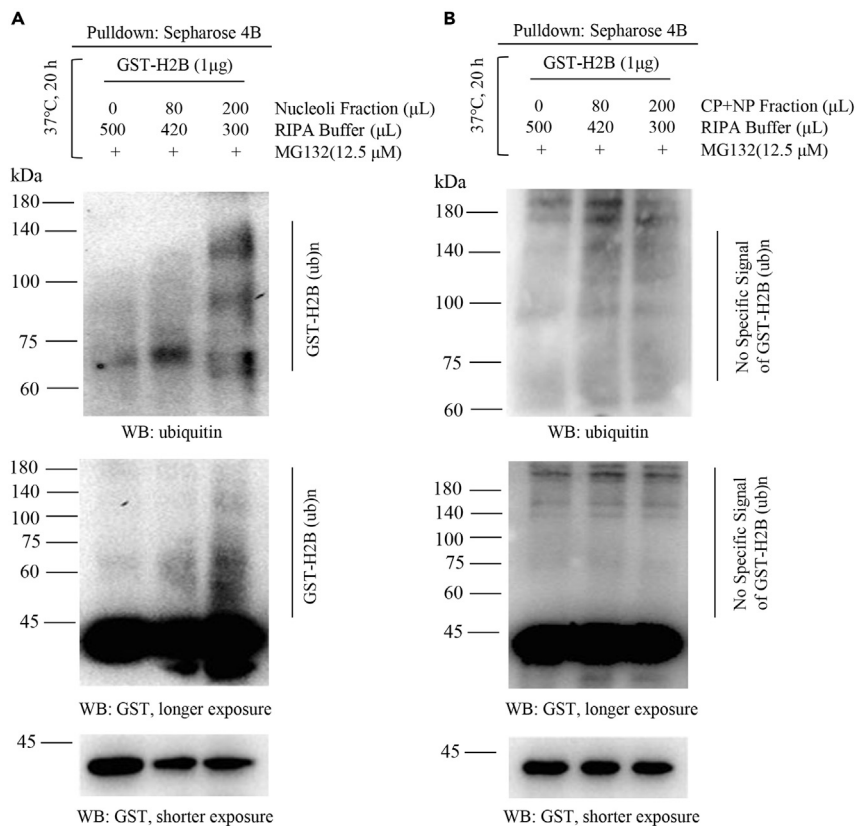 A
Pulldown: Sepharose 4B
GST-H2B (1μg)
37°C, 20 h
0 80 200 Nucleoli Fraction (μL)
500 420 300 RIPA Buffer (μL)
+ + + MG132(12.5 μM)
kDa
180
140
100
75
60
GST-H2B (ub)n
WB: ubiquitin
180
140
100
75
60
45
GST-H2B (ub)n
WB: GST, longer exposure
45
WB: GST, shorter exposure
B
Pulldown: Sepharose 4B
GST-H2B (1μg)
37°C, 20 h
0 80 200 CP+NP Fraction (μL)
500 420 300 RIPA Buffer (μL)
+ + + MG132(12.5 μM)
kDa
180
140
100
75
60
No Specific Signal
of GST-H2B (ub)n
WB: ubiquitin
180
140
100
75
60
45
No Specific Signal
of GST-H2B (ub)n
WB: GST, longer exposure
45
WB: GST, shorter exposure